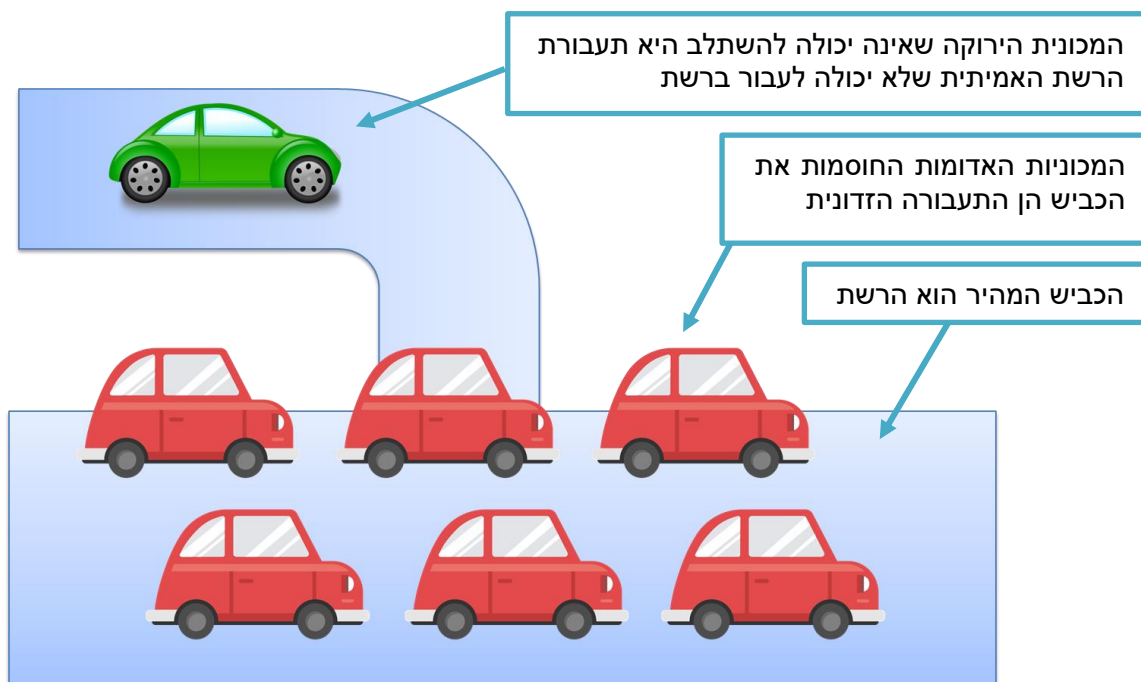 המכונית הירוקה שאינה יכולה להשתלב היא תעבורת
הרשת האמיתית שלא יכולה לעבור ברשת
המכוניות האדומות החוסמות את
הכביש הן התעבורה הזדונית
הכביש המהיר הוא הרשת